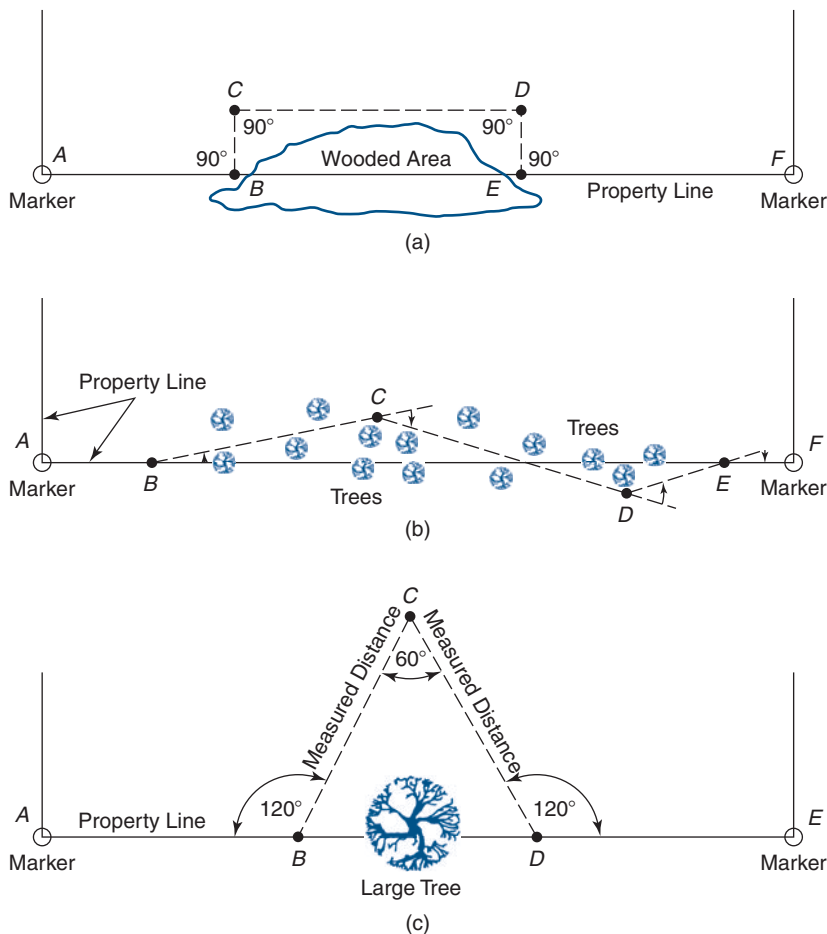 C D
90° 90°
A 90° Wooded Area 90° F
Marker B E Property Line Marker
(a)
Property Line
C
A Trees F
Marker B Trees D E Marker
(b)
C
Measured Distance
Measured Distance
60°
A Property Line 120° 120° E
Marker B D Marker
Large Tree
(c)